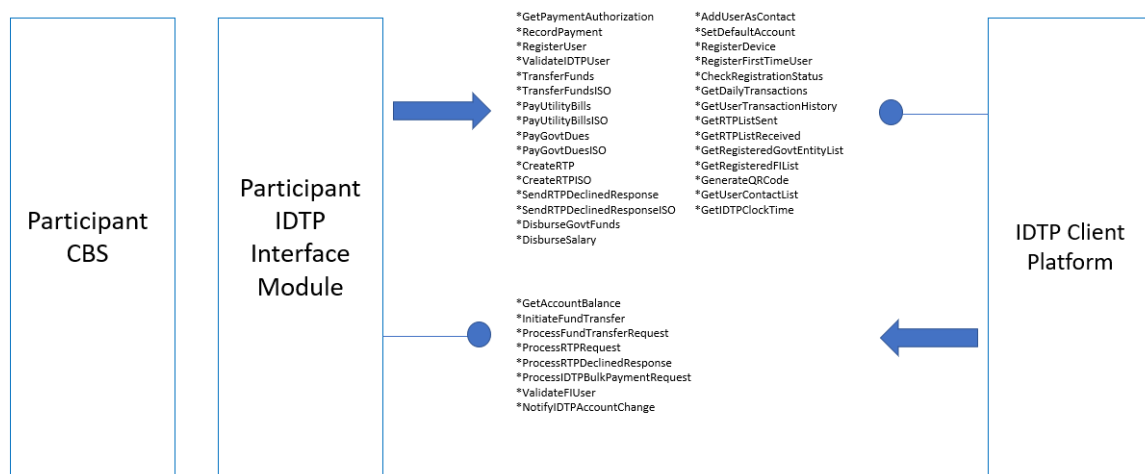 Participant
CBS
Participant
IDTP
Interface
Module
*GetPaymentAuthorization
*RecordPayment
*RegisterUser
*ValidateIDTPUser
*TransferFunds
*TransferFundsISO
*PayUtilityBills
*PayUtilityBillsISO
*PayGovtDues
*PayGovtDuesISO
*CreateRTP
*CreateRTPISO
*SendRTPDeclinedResponse
*SendRTPDeclinedResponseISO
*DisburseGovtFunds
*DisburseSalary
*AddUserAsContact
*SetDefaultAccount
*RegisterDevice
*RegisterFirstTimeUser
*CheckRegistrationStatus
*GetDailyTransactions
*GetUserTransactionHistory
*GetRTPListSent
*GetRTPListReceived
*GetRegisteredGovtEntityList
*GetRegisteredFIList
*GenerateQRCode
*GetUserContactList
*GetIDTPClockTime
*GetAccountBalance
*InitiateFundTransfer
*ProcessFundTransferRequest
*ProcessRTPRequest
*ProcessRTPDeclinedResponse
*ProcessIDTPBulkPaymentRequest
*ValidateFIUser
*NotifyIDTPAccountChange
IDTP Client
Platform